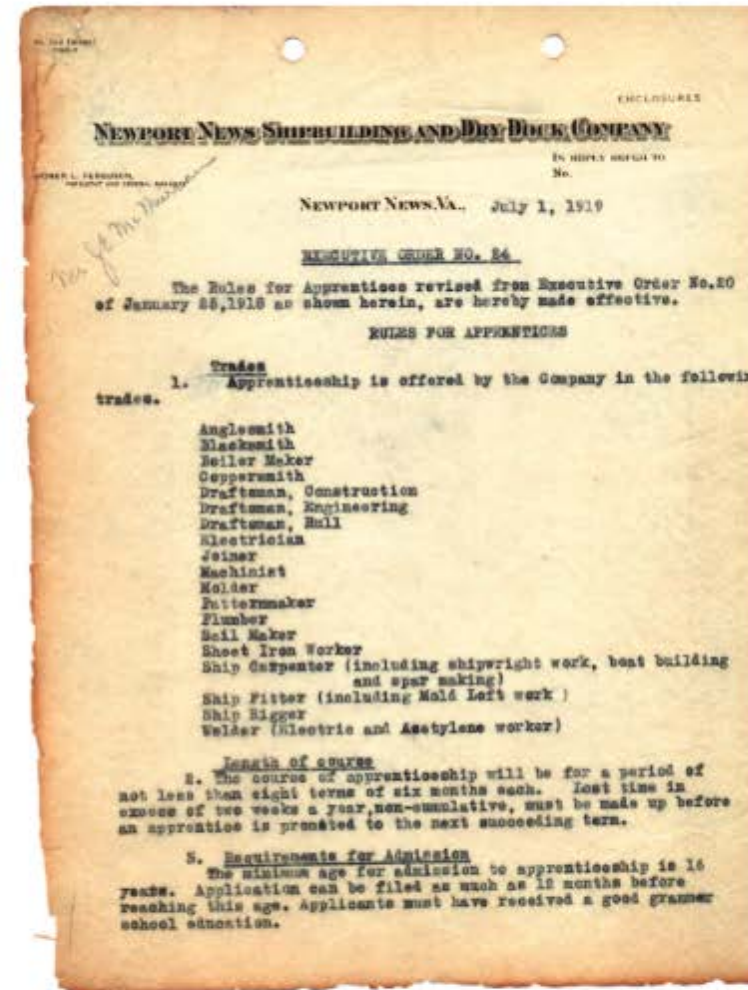 ENCLOSURES
NEWPORT NEWS SHIPBUILDING AND DRY DOCK COMPANY
IN REPLY REFER TO
No.
HOMER L. FERGUSON,
PRESIDENT AND GENERAL MANAGER
NEWPORT NEWS, VA., July 1, 1919
EXECUTIVE ORDER NO. 24
The Rules for Apprentices revised from Executive Order No.20
of January 25,1918 as shown herein, are hereby made effective.
RULES FOR APPRENTICES
Trades
1. Apprenticeship is offered by the Company in the followin
trades.
Anglesmith
Blacksmith
Boiler Maker
Coppersmith
Draftsman, Construction
Draftsman, Engineering
Draftsman, Hull
Electrician
Joiner
Machinist
Molder
Patternmaker
Plumber
Sail Maker
Sheet Iron Worker
Ship Carpenter (including shipwright work, boat building
and spar making)
Ship Fitter (including Mold Loft work )
Ship Rigger
Welder (Electric and Acetylene worker)
Length of course
2. The course of apprenticeship will be for a period of
not less than eight terms of six months each. Lost time in
excess of two weeks a year,non-cumulative, must be made up before
an apprentice is promoted to the next succeeding term.
3. Requirements for Admission
The minimum age for admission to apprenticeship is 16
years. Application can be filed as much as 12 months before
reaching this age. Applicants must have received a good grammer
school education.